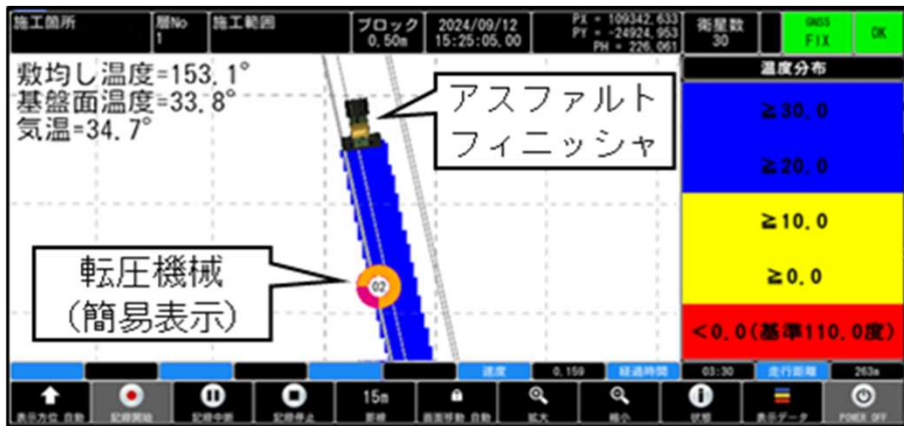 施工箇所
層No
1
施工範囲
ブロック
0.50m
2024/09/12
15:25:05.00
PX = 109342.633
PY = -24924.953
PH = 226.061
衛星数
30
GNSS
FIX
OK
敷均し温度=153.1°
基盤面温度=33.8°
気温=34.7°
アスファルト
フィニッシャ
転圧機械
(簡易表示)
02
温度分布
≧30.0
≧20.0
≧10.0
≧0.0
<0.0(基準110.0度)
速度
0.159
経過時間
03:30
走行距離
263m
表示方位 自動
記録開始
記録中断
記録停止
15m
距線
画面移動 自動
拡大
縮小
状態
表示データ
POWER OFF